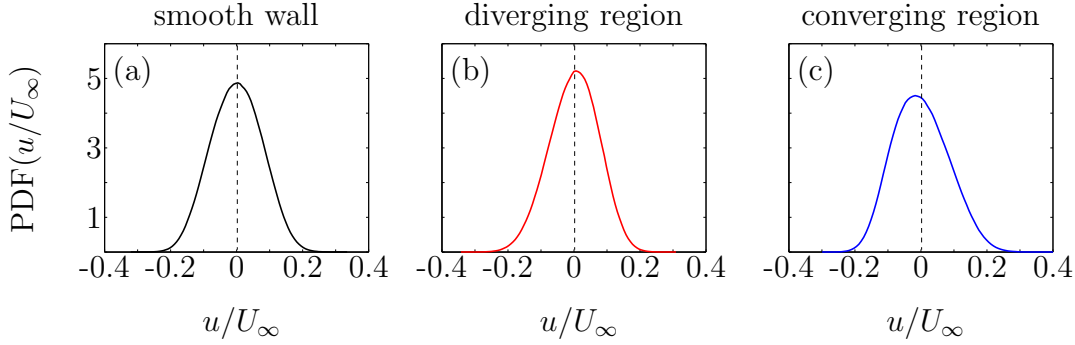 smooth wall diverging region converging region
(a) (b) (c)
PDF(u/U∞)
5
3
1
-0.4 -0.2 0 0.2 0.4 -0.4 -0.2 0 0.2 0.4 -0.4 -0.2 0 0.2 0.4
u/U∞ u/U∞ u/U∞